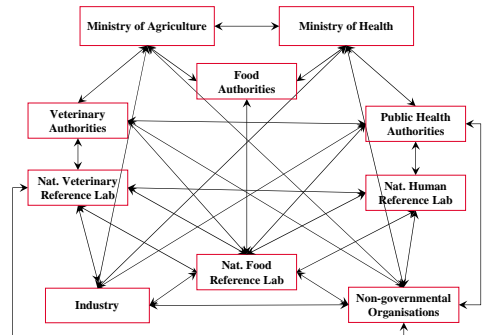 Ministry of Agriculture
Ministry of Health
Food
Authorities
Veterinary
Authorities
Public Health
Authorities
Nat. Veterinary
Reference Lab
Nat. Human
Reference Lab
Nat. Food
Reference Lab
Industry
Non-governmental
Organisations